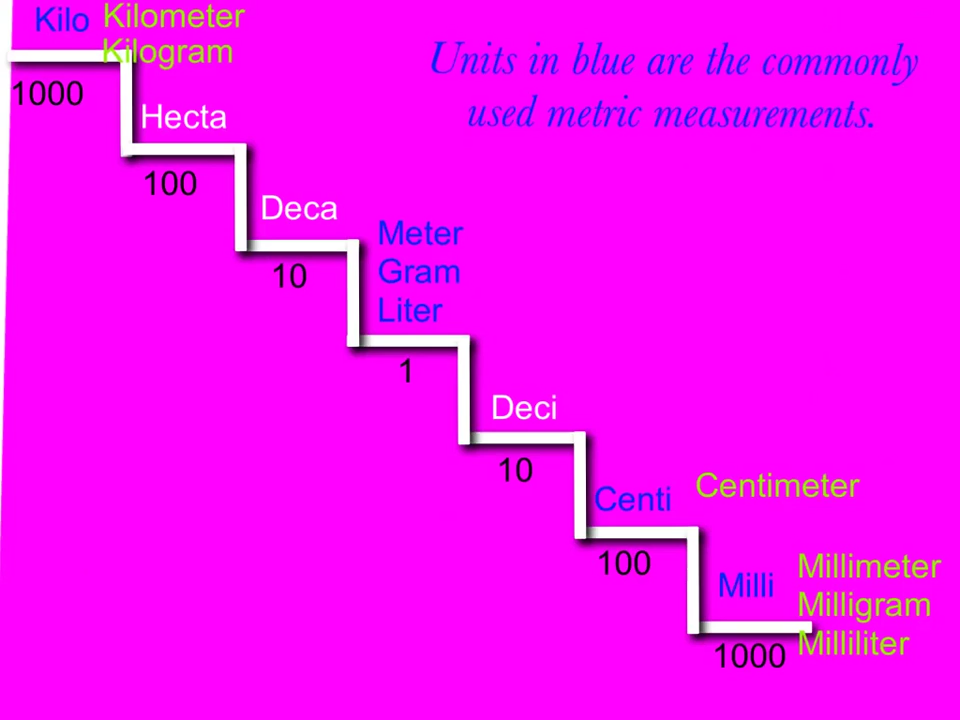 Kilo
Kilometer
Kilogram
1000
Units in blue are the commonly
used metric measurements.
Hecta
100
Deca
10
Meter
Gram
Liter
1
Deci
10
Centi
Centimeter
100
Milli
Millimeter
Milligram
Milliliter
1000